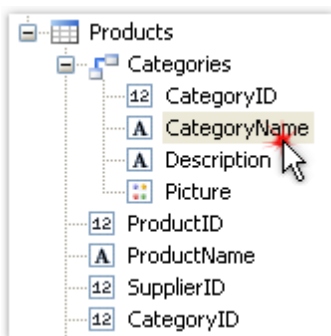 Products
Categories
12 CategoryID
A CategoryName
A Description
Picture
12 ProductID
A ProductName
12 SupplierID
12 CategoryID